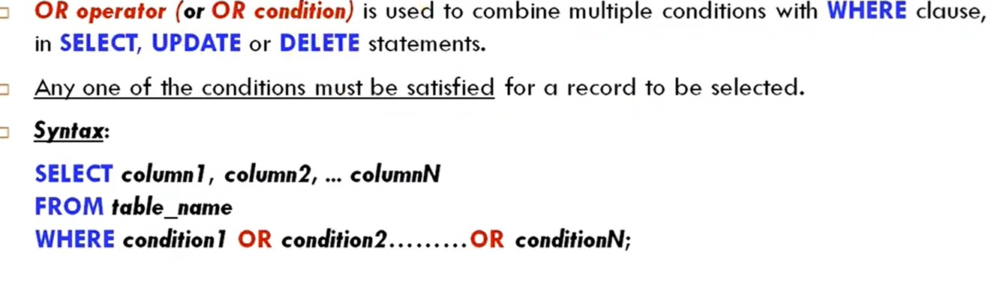 OR operator (or OR condition) is used to combine multiple conditions with WHERE clause,
in SELECT, UPDATE or DELETE statements.
Any one of the conditions must be satisfied for a record to be selected.
Syntax:
SELECT column1, column2, ... columnN
FROM table_name
WHERE condition1 OR condition2.........OR conditionN;